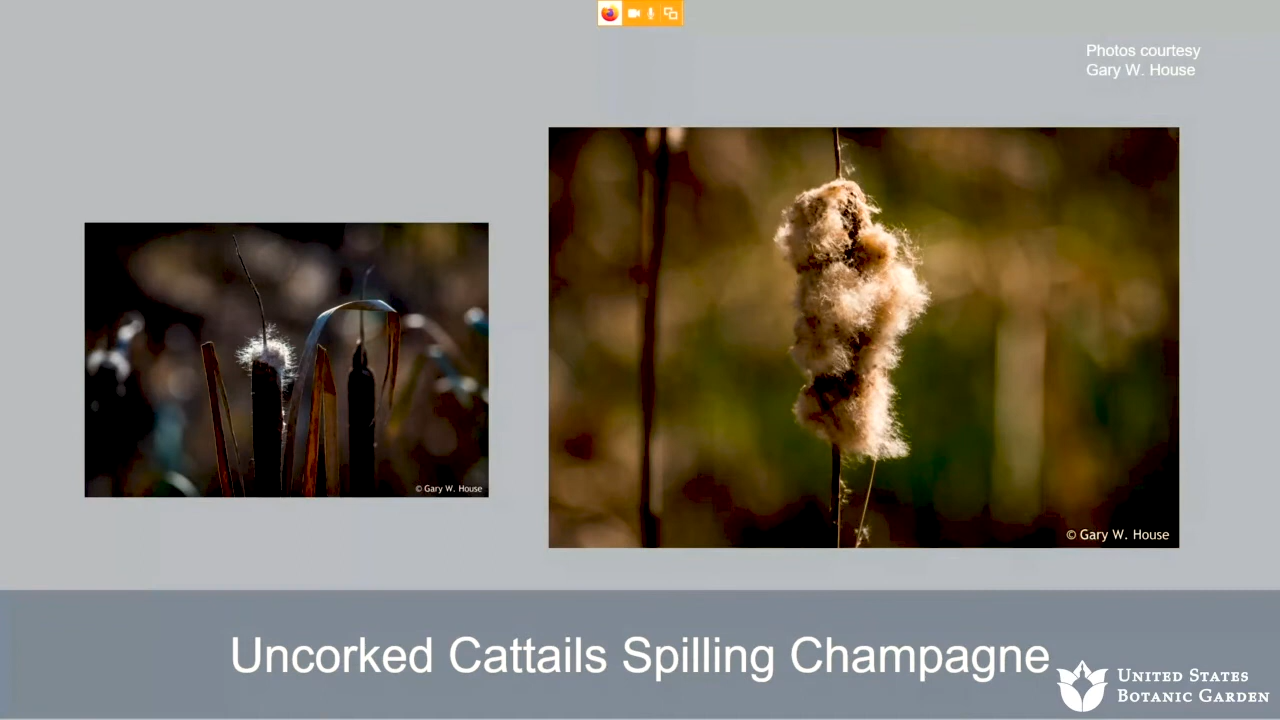 Photos courtesy
Gary W. House
© Gary W. House
© Gary W. House
Uncorked Cattails Spilling Champagne
United States
Botanic Garden